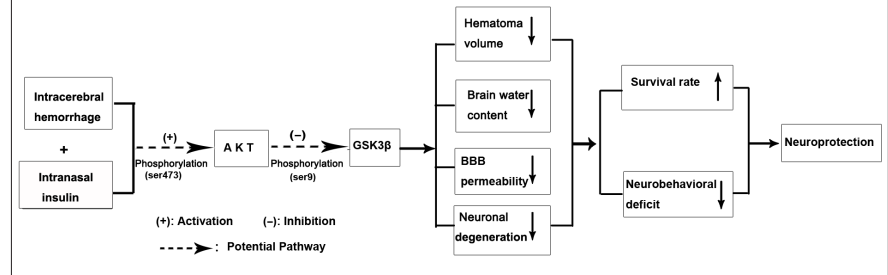 Intracerebral
hemorrhage
+
Intranasal
insulin
(+)
Phosphorylation
(ser473)
A K T
(−)
Phosphorylation
(ser9)
GSK3β
Hematoma
volume
Brain water
content
BBB
permeability
Neuronal
degeneration
Survival rate
Neurobehavioral
deficit
Neuroprotection
(+): Activation (−): Inhibition
: Potential Pathway